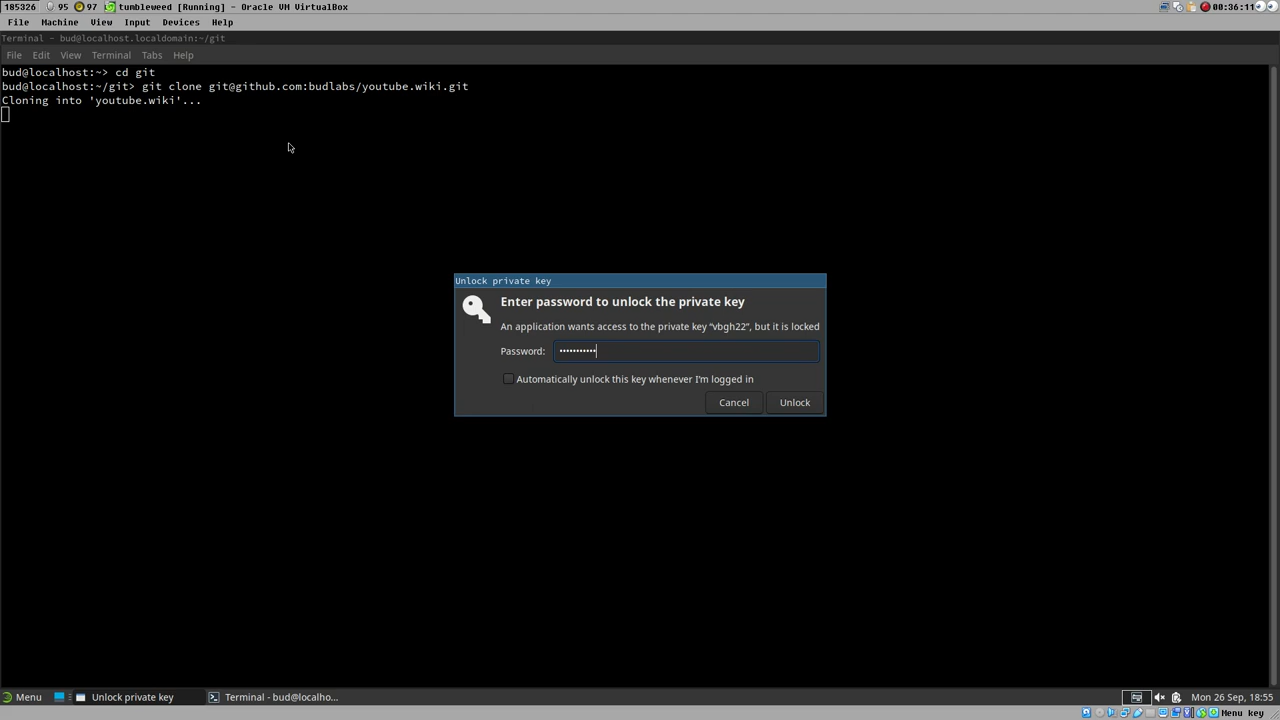 185326 95 97 tumbleweed [Running] - Oracle VM VirtualBox 00:36:11
File Machine View Input Devices Help
Terminal - bud@localhost.localdomain:~/git
File Edit View Terminal Tabs Help
bud@localhost:~> cd git
bud@localhost:~/git> git clone git@github.com:budlabs/youtube.wiki.git
Cloning into 'youtube.wiki'...
Unlock private key
Enter password to unlock the private key
An application wants access to the private key “vbgh22”, but it is locked
Password: •••••••••••
Automatically unlock this key whenever I’m logged in
Cancel Unlock
Menu Unlock private key Terminal - bud@localho... Mon 26 Sep, 18:55
Menu key